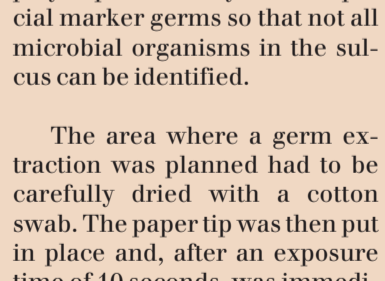 cial marker germs so that not all
microbial organisms in the sul-
cus can be identified.
The area where a germ ex-
traction was planned had to be
carefully dried with a cotton
swab. The paper tip was then put
in place and, after an exposure
time of 10 seconds, was immedi-